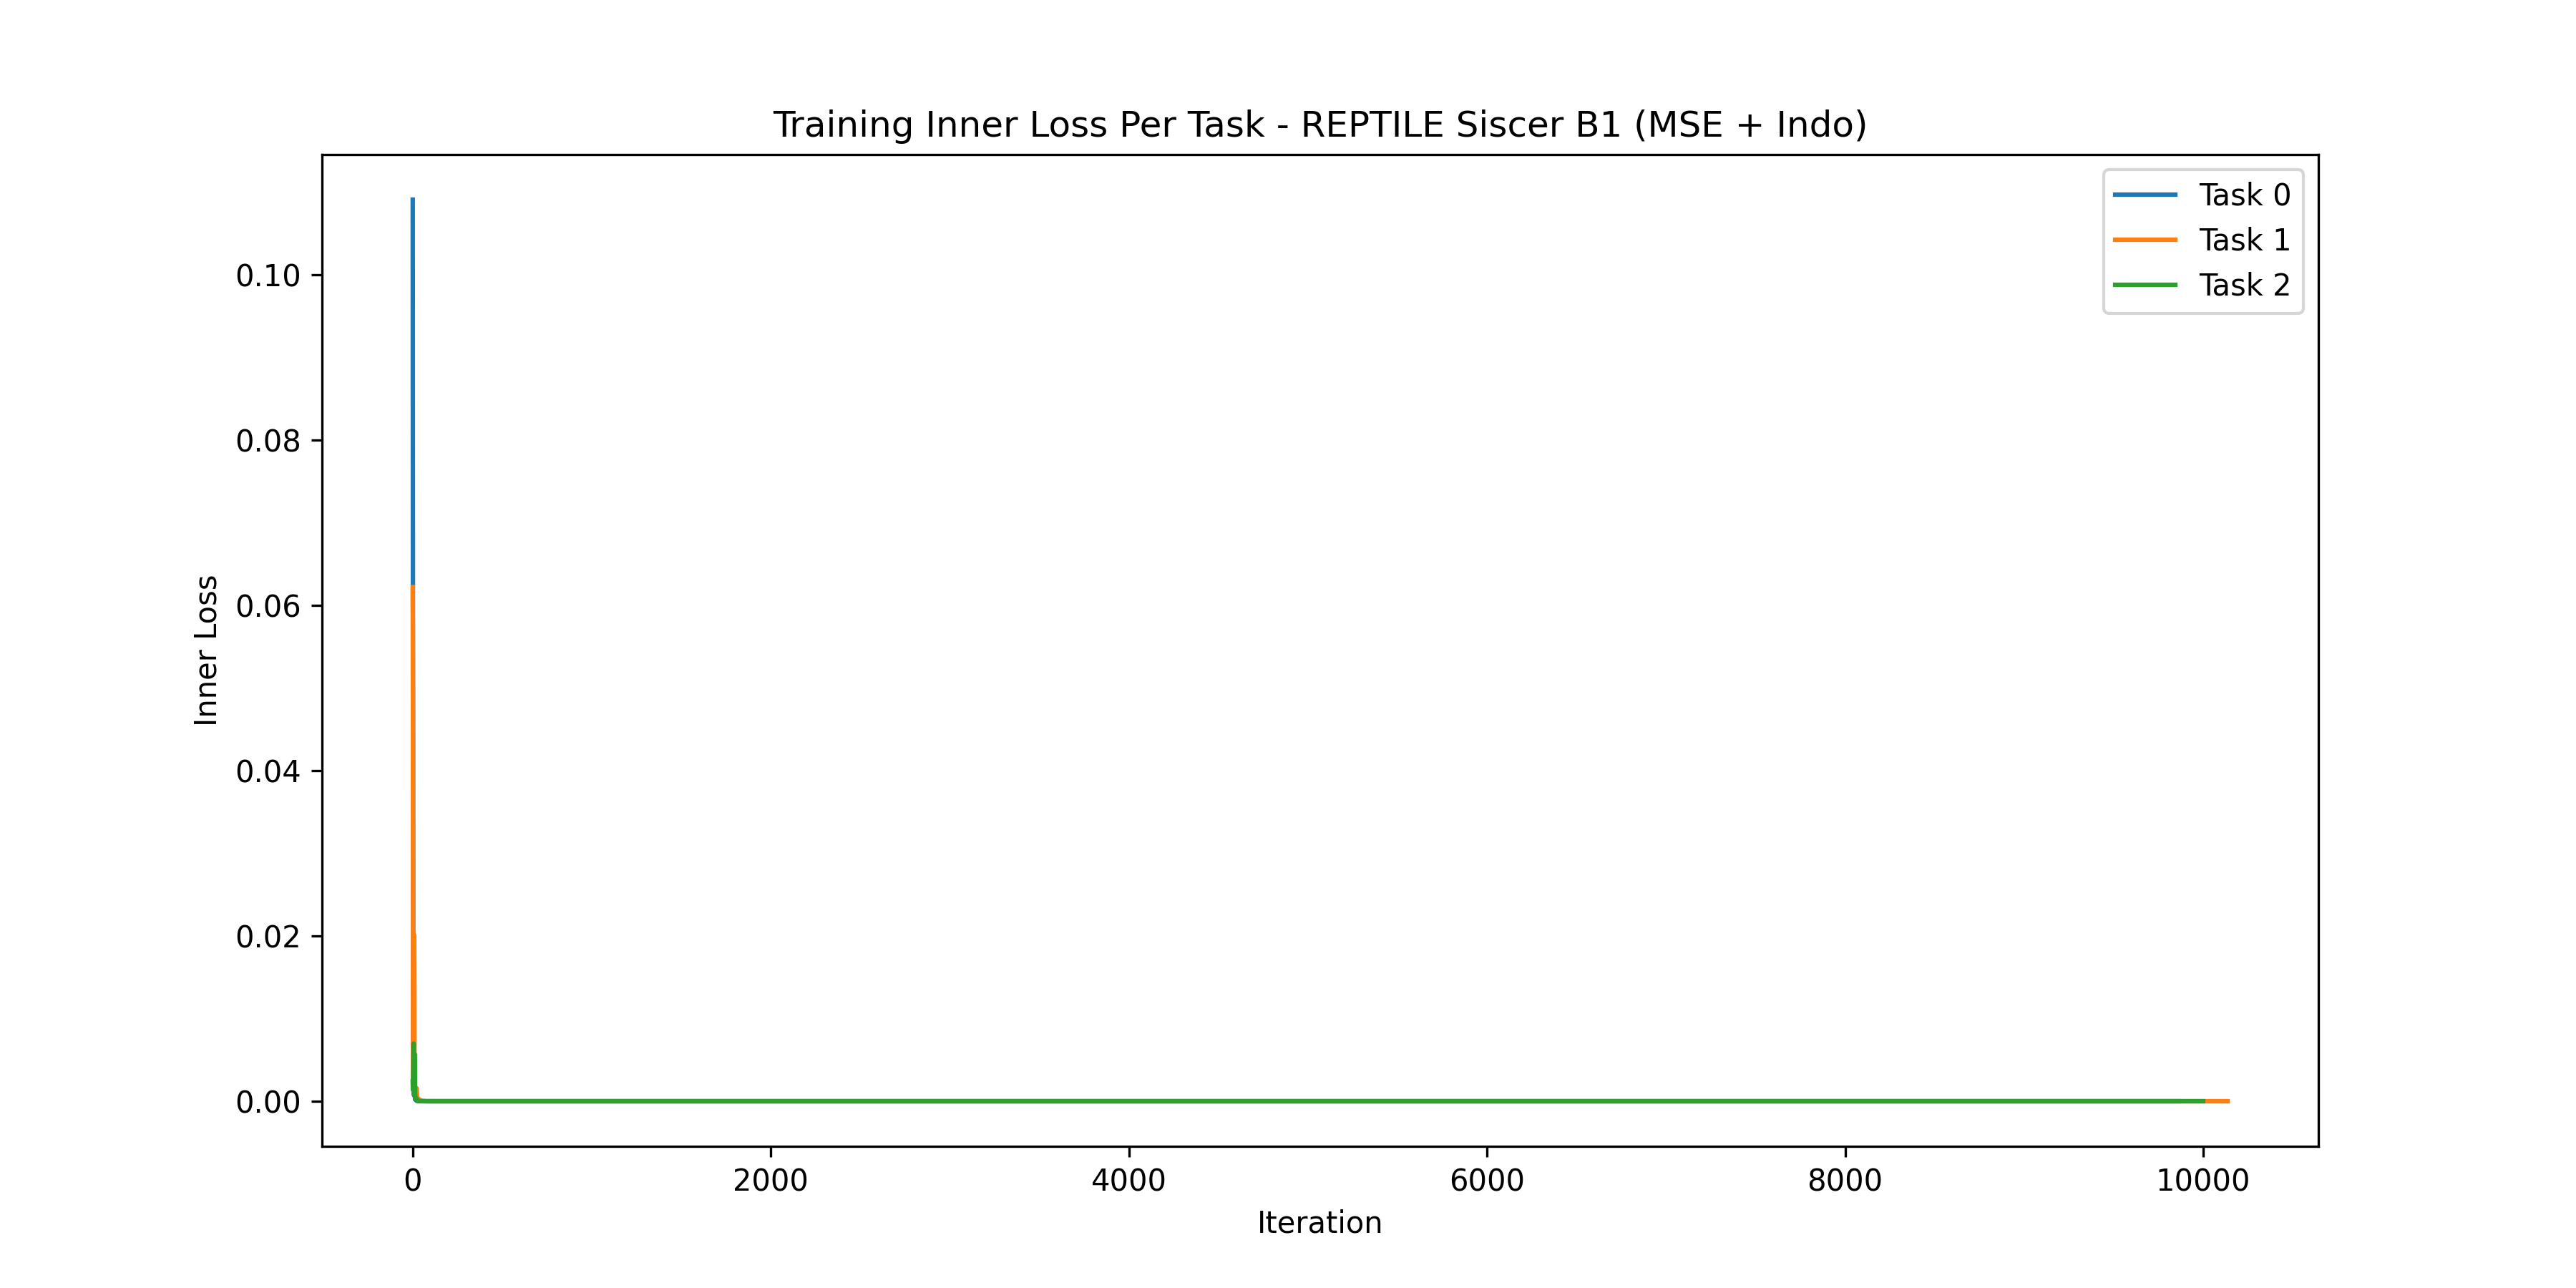 Training Inner Loss Per Task - REPTILE Siscer B1 (MSE + Indo)
Task 0
Task 1
Task 2
Inner Loss
0.10
0.08
0.06
0.04
0.02
0.00
0 2000 4000 6000 8000 10000
Iteration